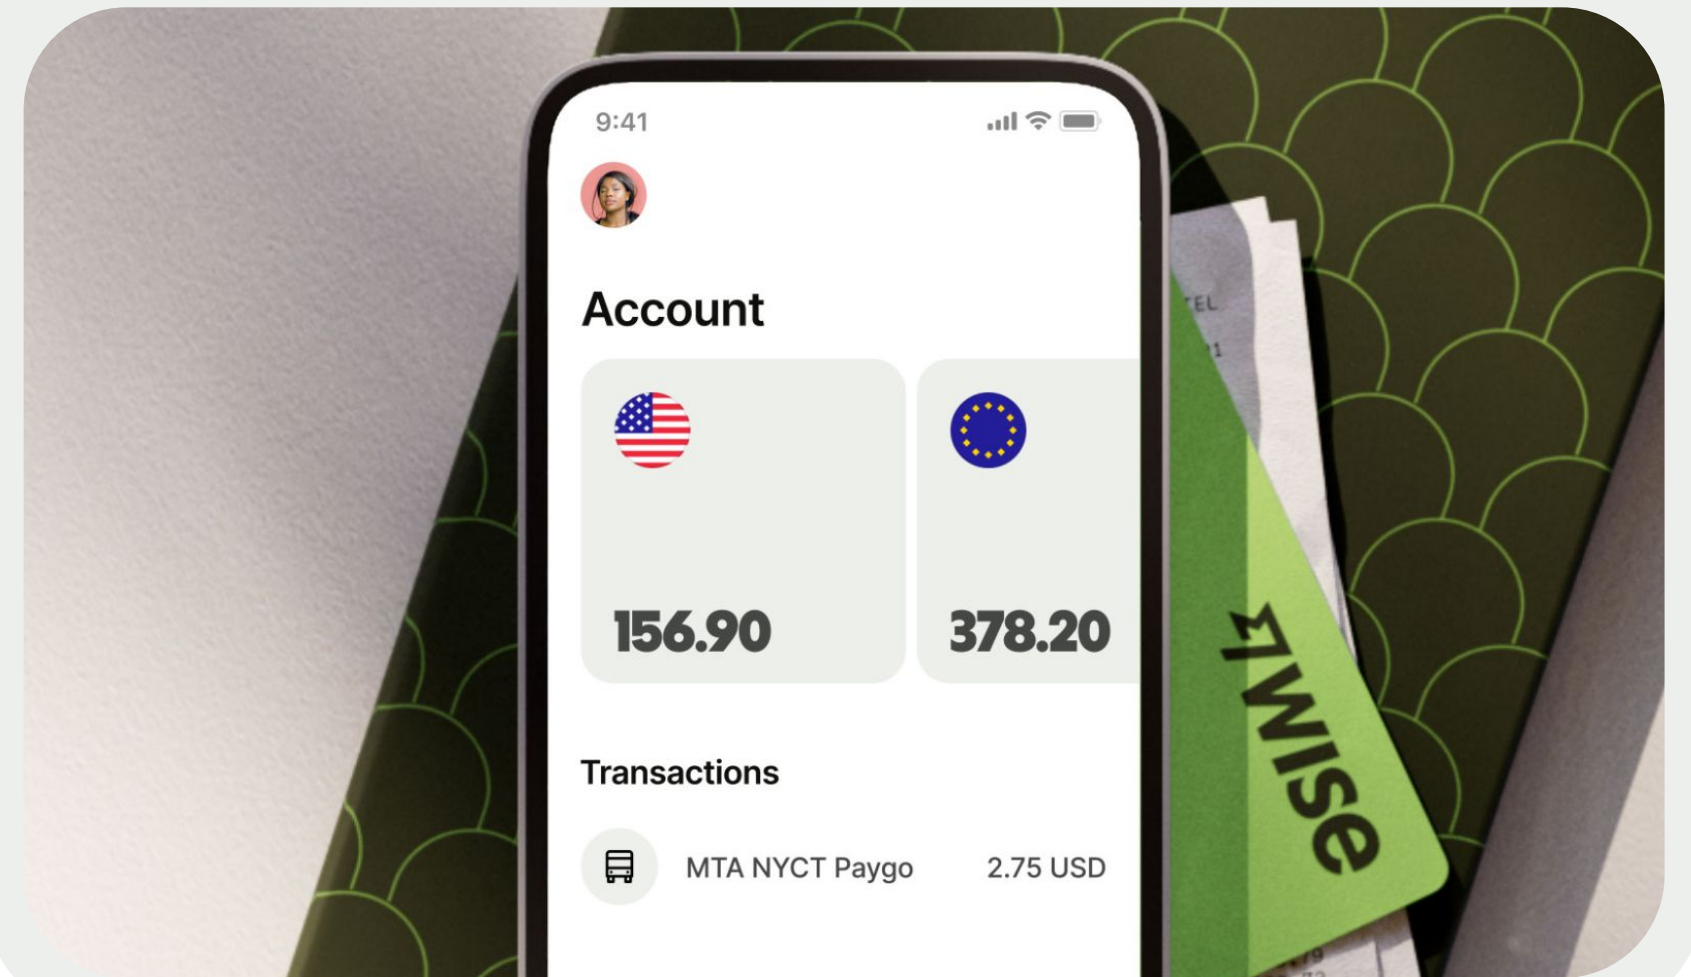 9:41
Account
156.90
378.20
Transactions
MTA NYCT Paygo 2.75 USD
WISE